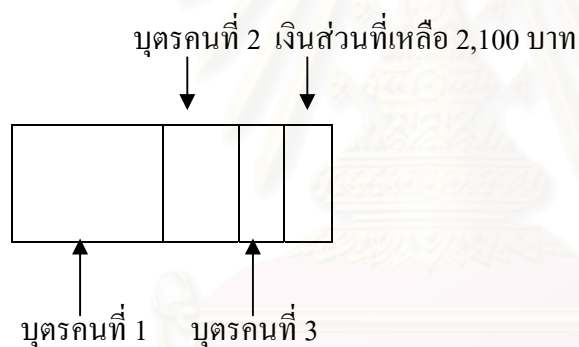 บุตรคนที่ 2 เงินส่วนที่เหลือ 2,100 บาท
บุตรคนที่ 1 บุตรคนที่ 3